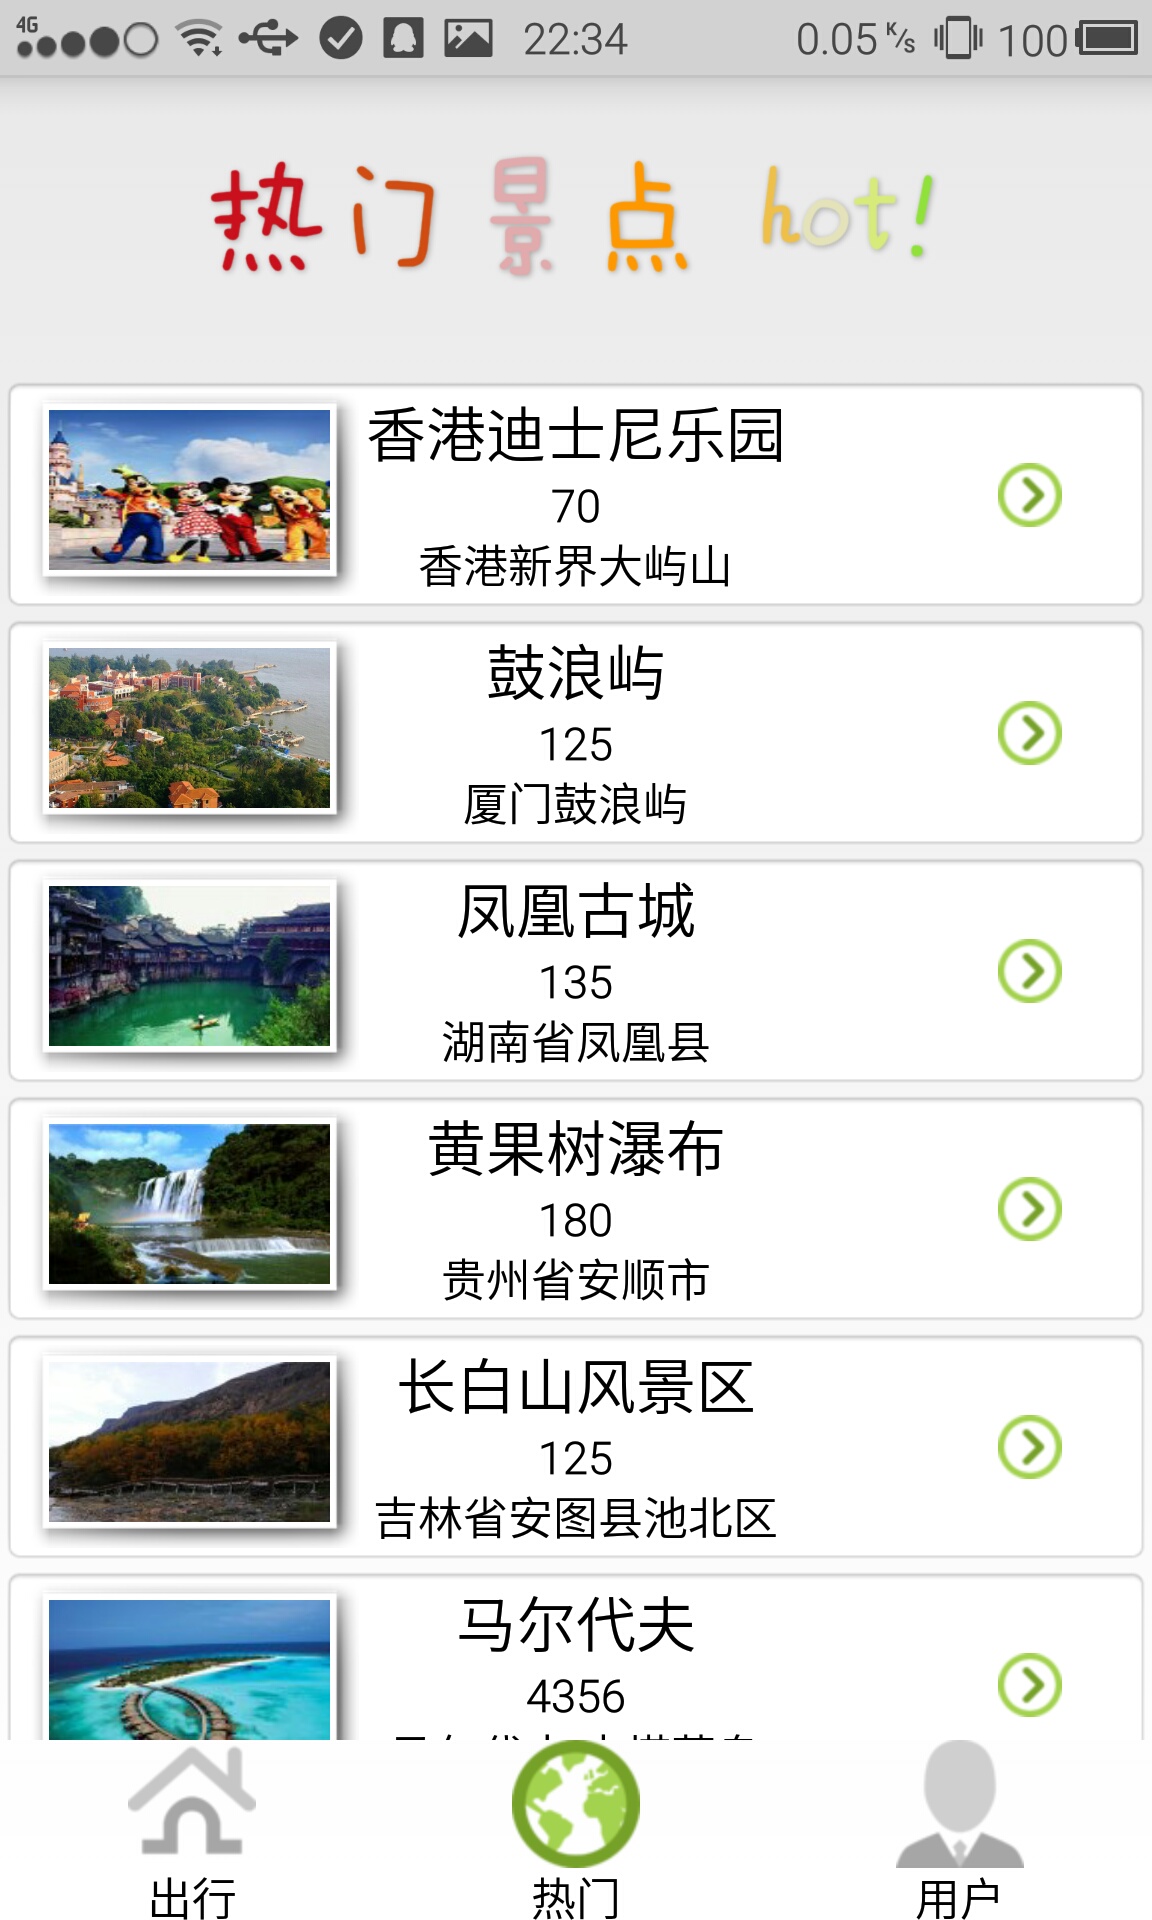 4G 22:34 0.05 K/s 100
热门景点 hot!
香港迪士尼乐园
70
香港新界大屿山
鼓浪屿
125
厦门鼓浪屿
凤凰古城
135
湖南省凤凰县
黄果树瀑布
180
贵州省安顺市
长白山风景区
125
吉林省安图县池北区
马尔代夫
4356
出行 热门 用户